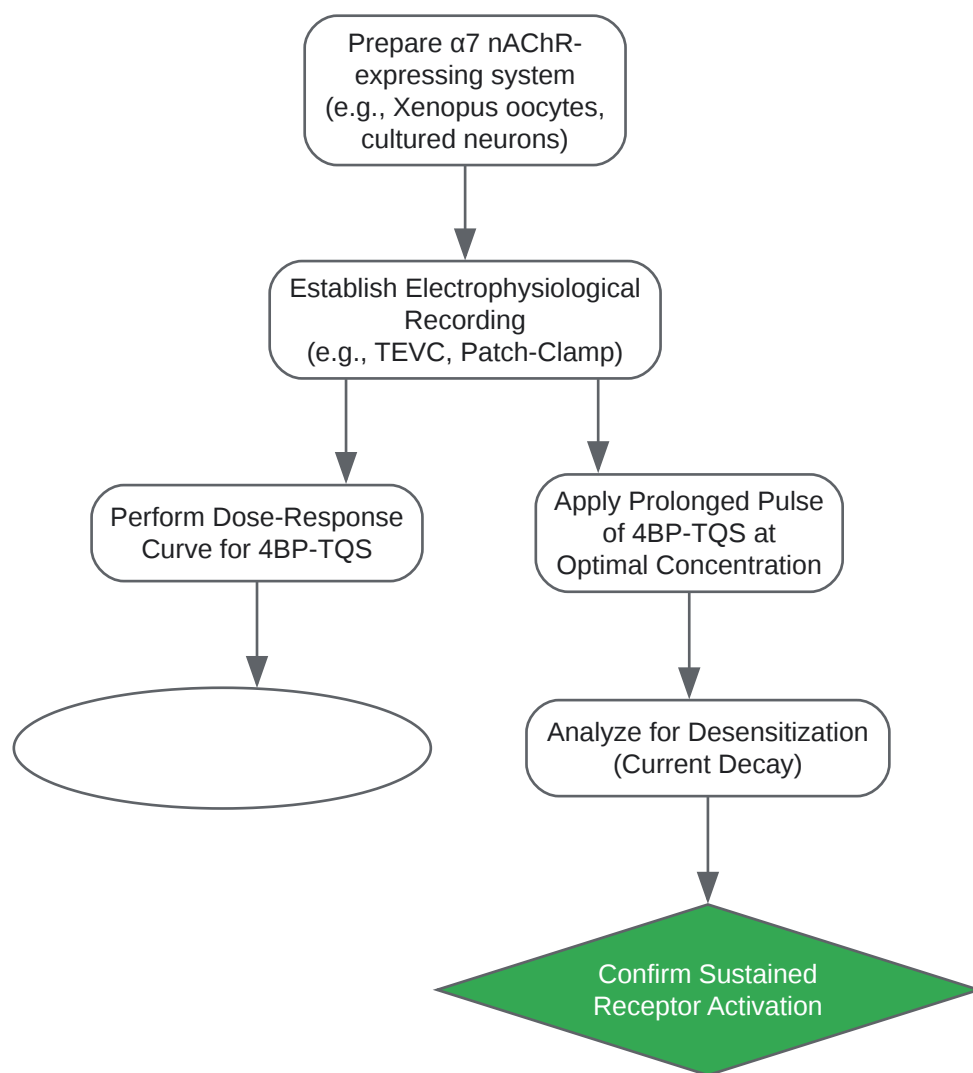 Prepare α7 nAChR-
expressing system
(e.g., Xenopus oocytes,
cultured neurons)
Establish Electrophysiological
Recording
(e.g., TEVC, Patch-Clamp)
Perform Dose-Response
Curve for 4BP-TQS
Apply Prolonged Pulse
of 4BP-TQS at
Optimal Concentration
Analyze for Desensitization
(Current Decay)
Confirm Sustained
Receptor Activation